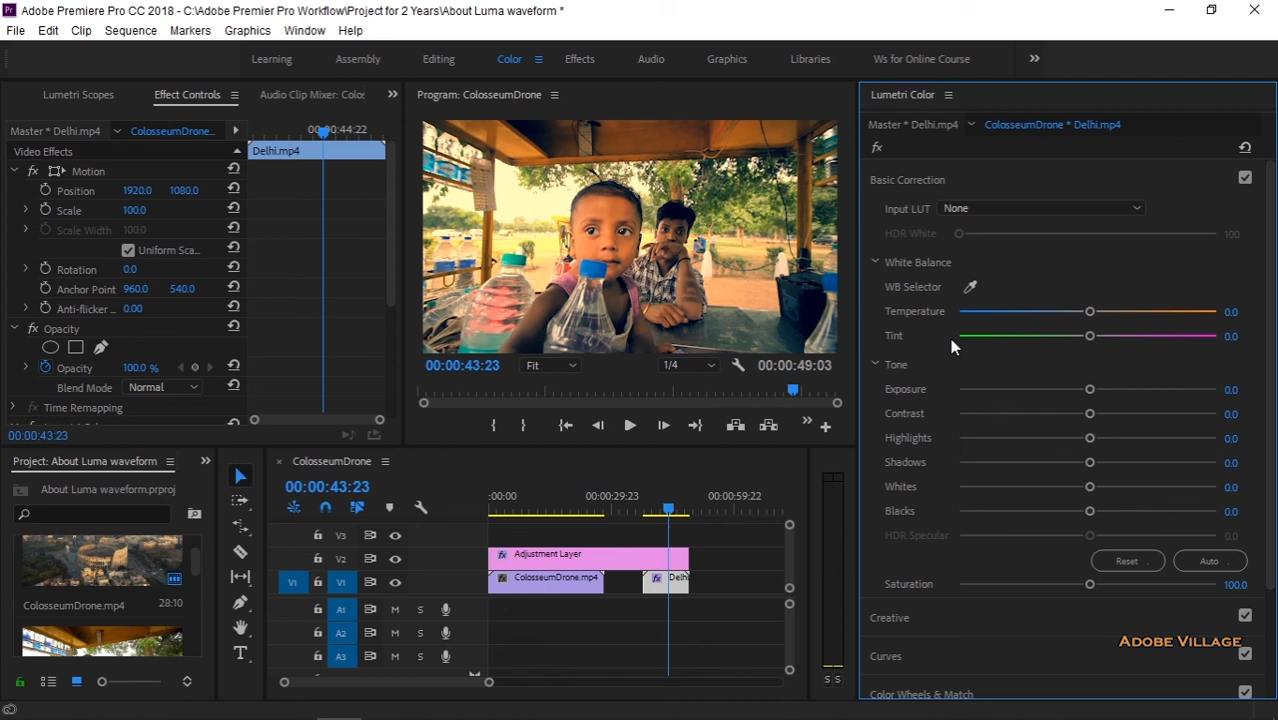 Adobe Premier Pro CC 2018 - C:\Adobe Premier Pro Workflow\Project for 2 Years\About Luma waveform *
File Edit Clip Sequence Markers Graphics Window Help
Learning Assembly Editing Color Effects Audio Graphics Libraries Ws for Online Course
Lumetri Scopes Effect Controls Audio Clip Mixer: Colo:
Master * Delhi.mp4 ColosseumDrone...
00:00:44:22
Video Effects
Delhi.mp4
fx Motion
Position 1920.0 1080.0
Scale 100.0
Scale Width 100.0
Uniform Sca...
Rotation 0.0
Anchor Point 960.0 540.0
Anti-flicker .. 0.00
fx Opacity
Opacity 100.0 %
Blend Mode Normal
fx Time Remapping
00:00:43:23
Program: ColosseumDrone
00:00:43:23 Fit 1/4 00:00:49:03
Lumetri Color
Master * Delhi.mp4 ColosseumDrone * Delhi.mp4
fx
Basic Correction
Input LUT None
HDR White 100
White Balance
WB Selector
Temperature 0.0
Tint 0.0
Tone
Exposure 0.0
Contrast 0.0
Highlights 0.0
Shadows 0.0
Whites 0.0
Blacks 0.0
HDR Specular 0.0
Reset Auto
Saturation 100.0
Creative
Curves
Color Wheels & Match
ADOBE VILLAGE
Project: About Luma waveform
About Luma waveform.prproj
ColosseumDrone.mp4 28:10
ColosseumDrone
00:00:43:23
:00:00 00:00:29:23 00:00:59:22
V3
V2 fx Adjustment Layer
V1 V1 fx ColosseumDrone.mp4 fx Delhi
A1 M S
A2 M S
A3 M S
S S